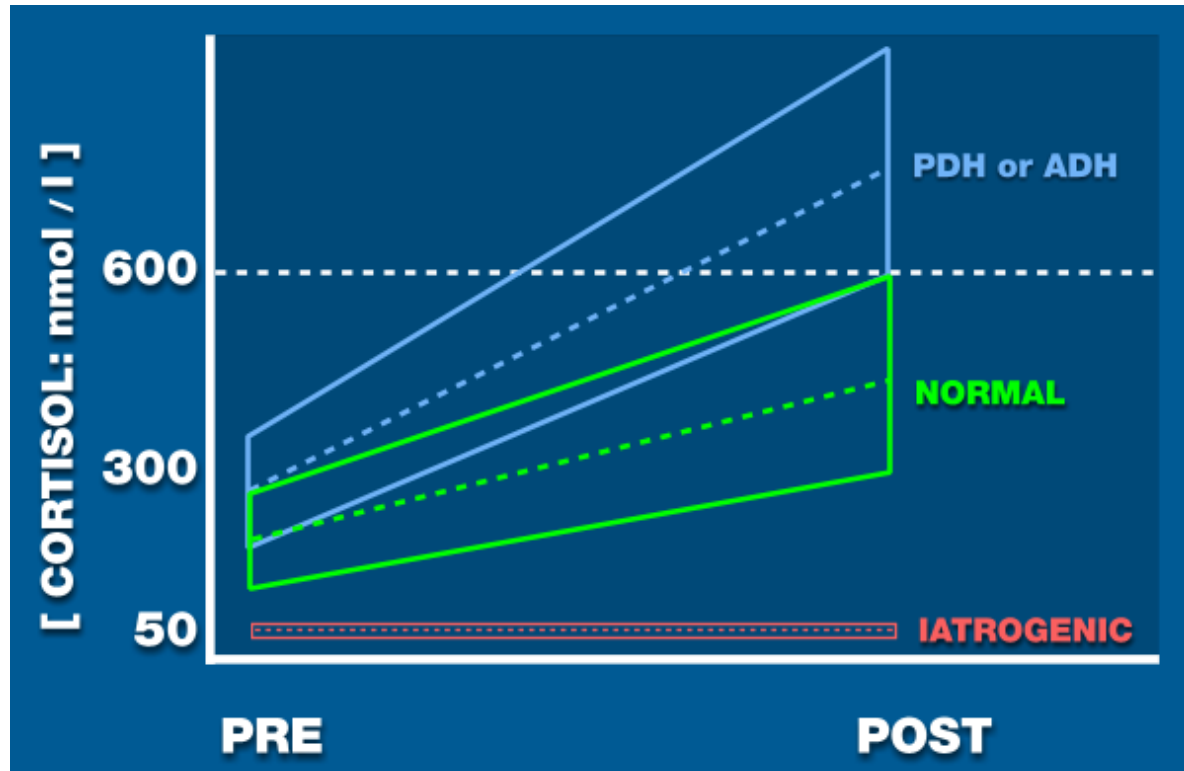 [ CORTISOL: nmol / l ]
600
300
50
PDH or ADH
NORMAL
IATROGENIC
PRE
POST